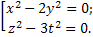 x² − 2y² = 0;
z² − 3t² = 0.